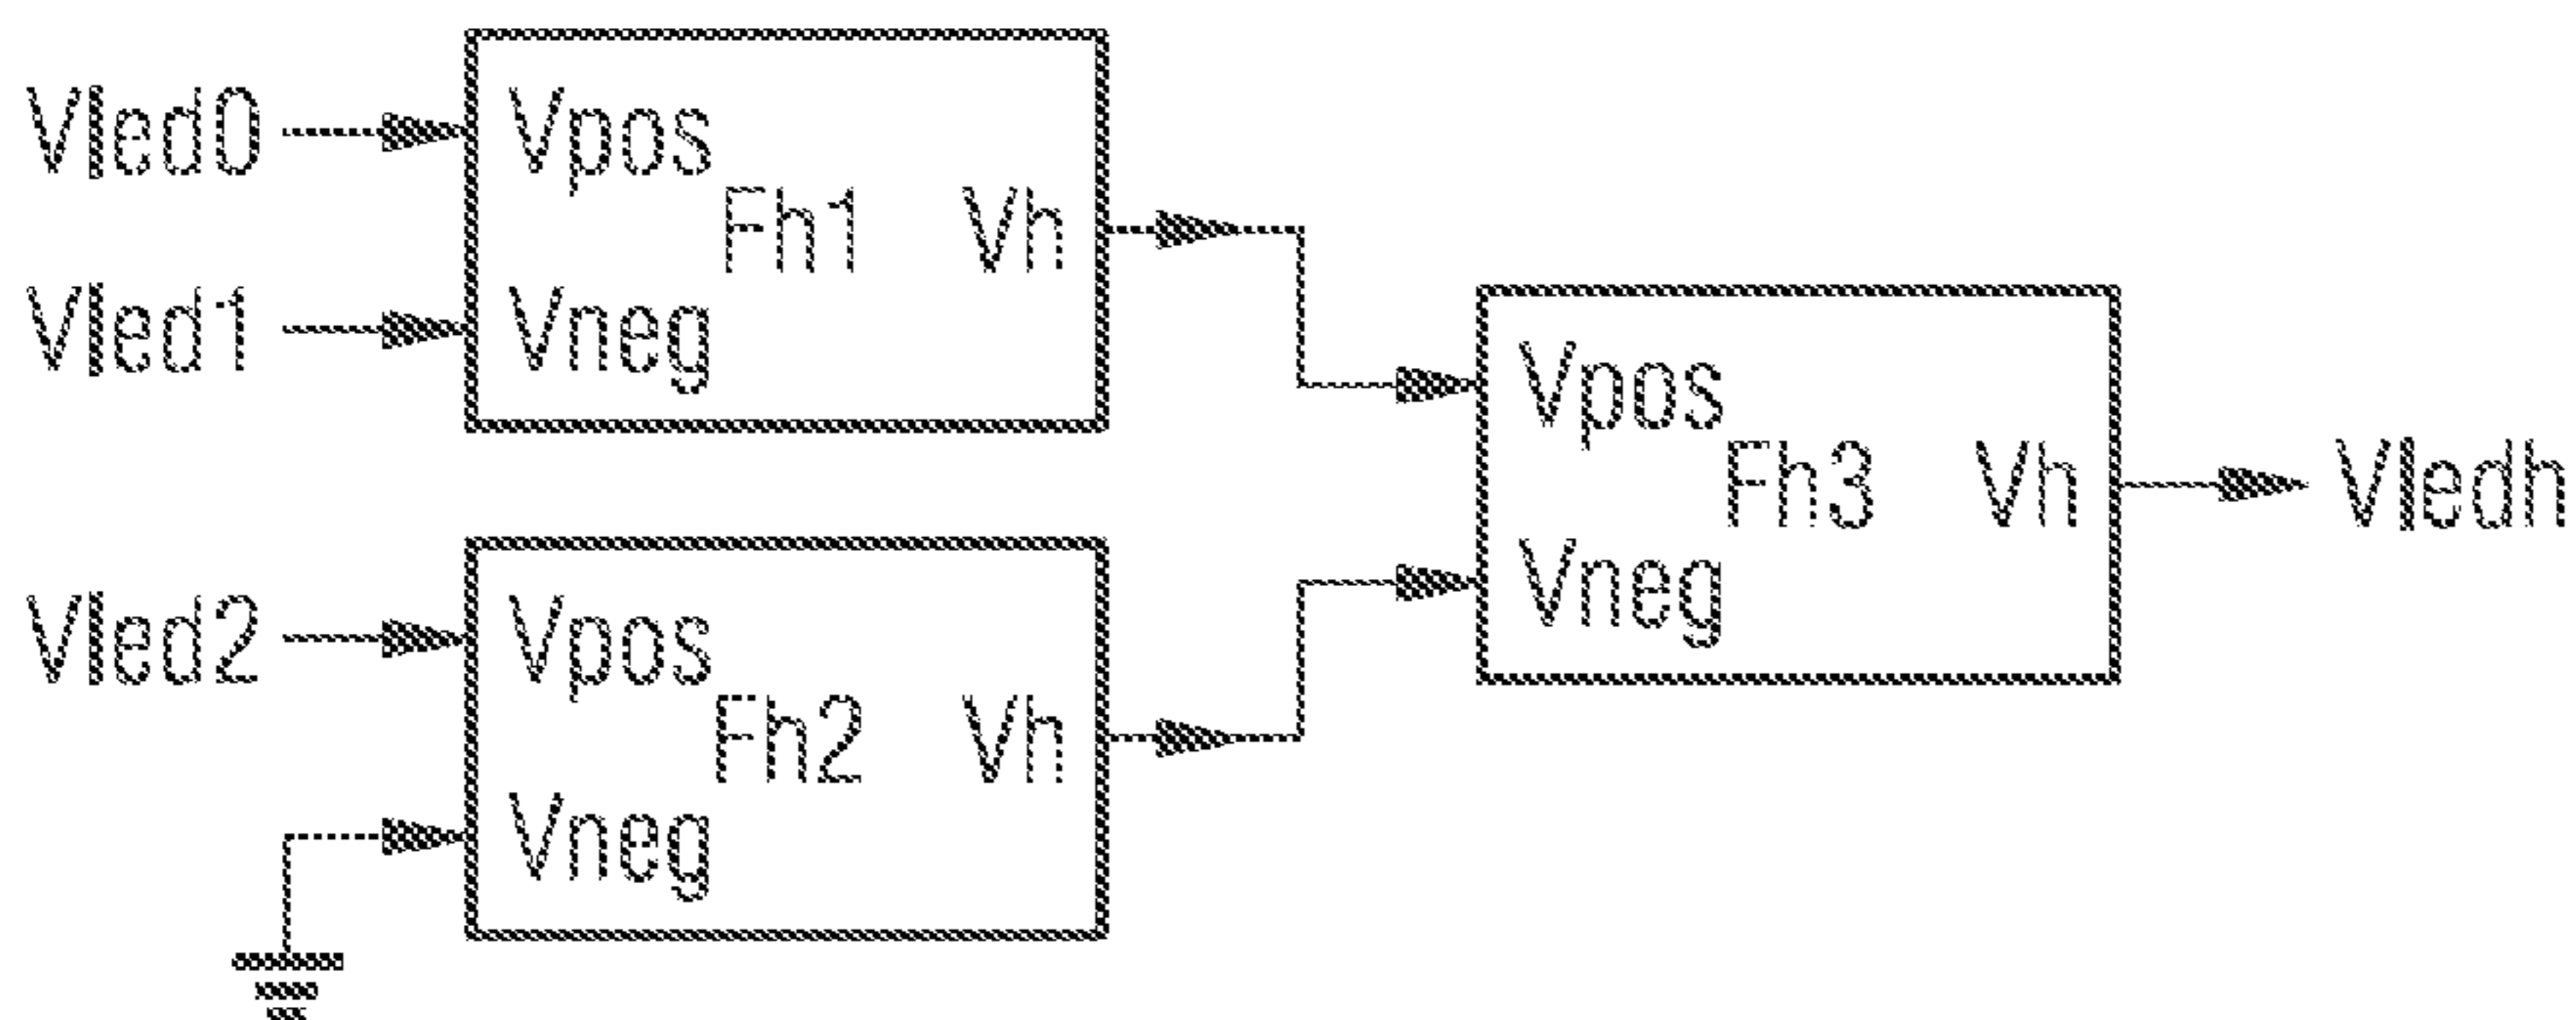 Vled0
Vpos
Fh1 Vh
Vled1
Vneg
Vpos
Fh3 Vh
Vledh
Vneg
Vled2
Vpos
Fh2 Vh
Vneg